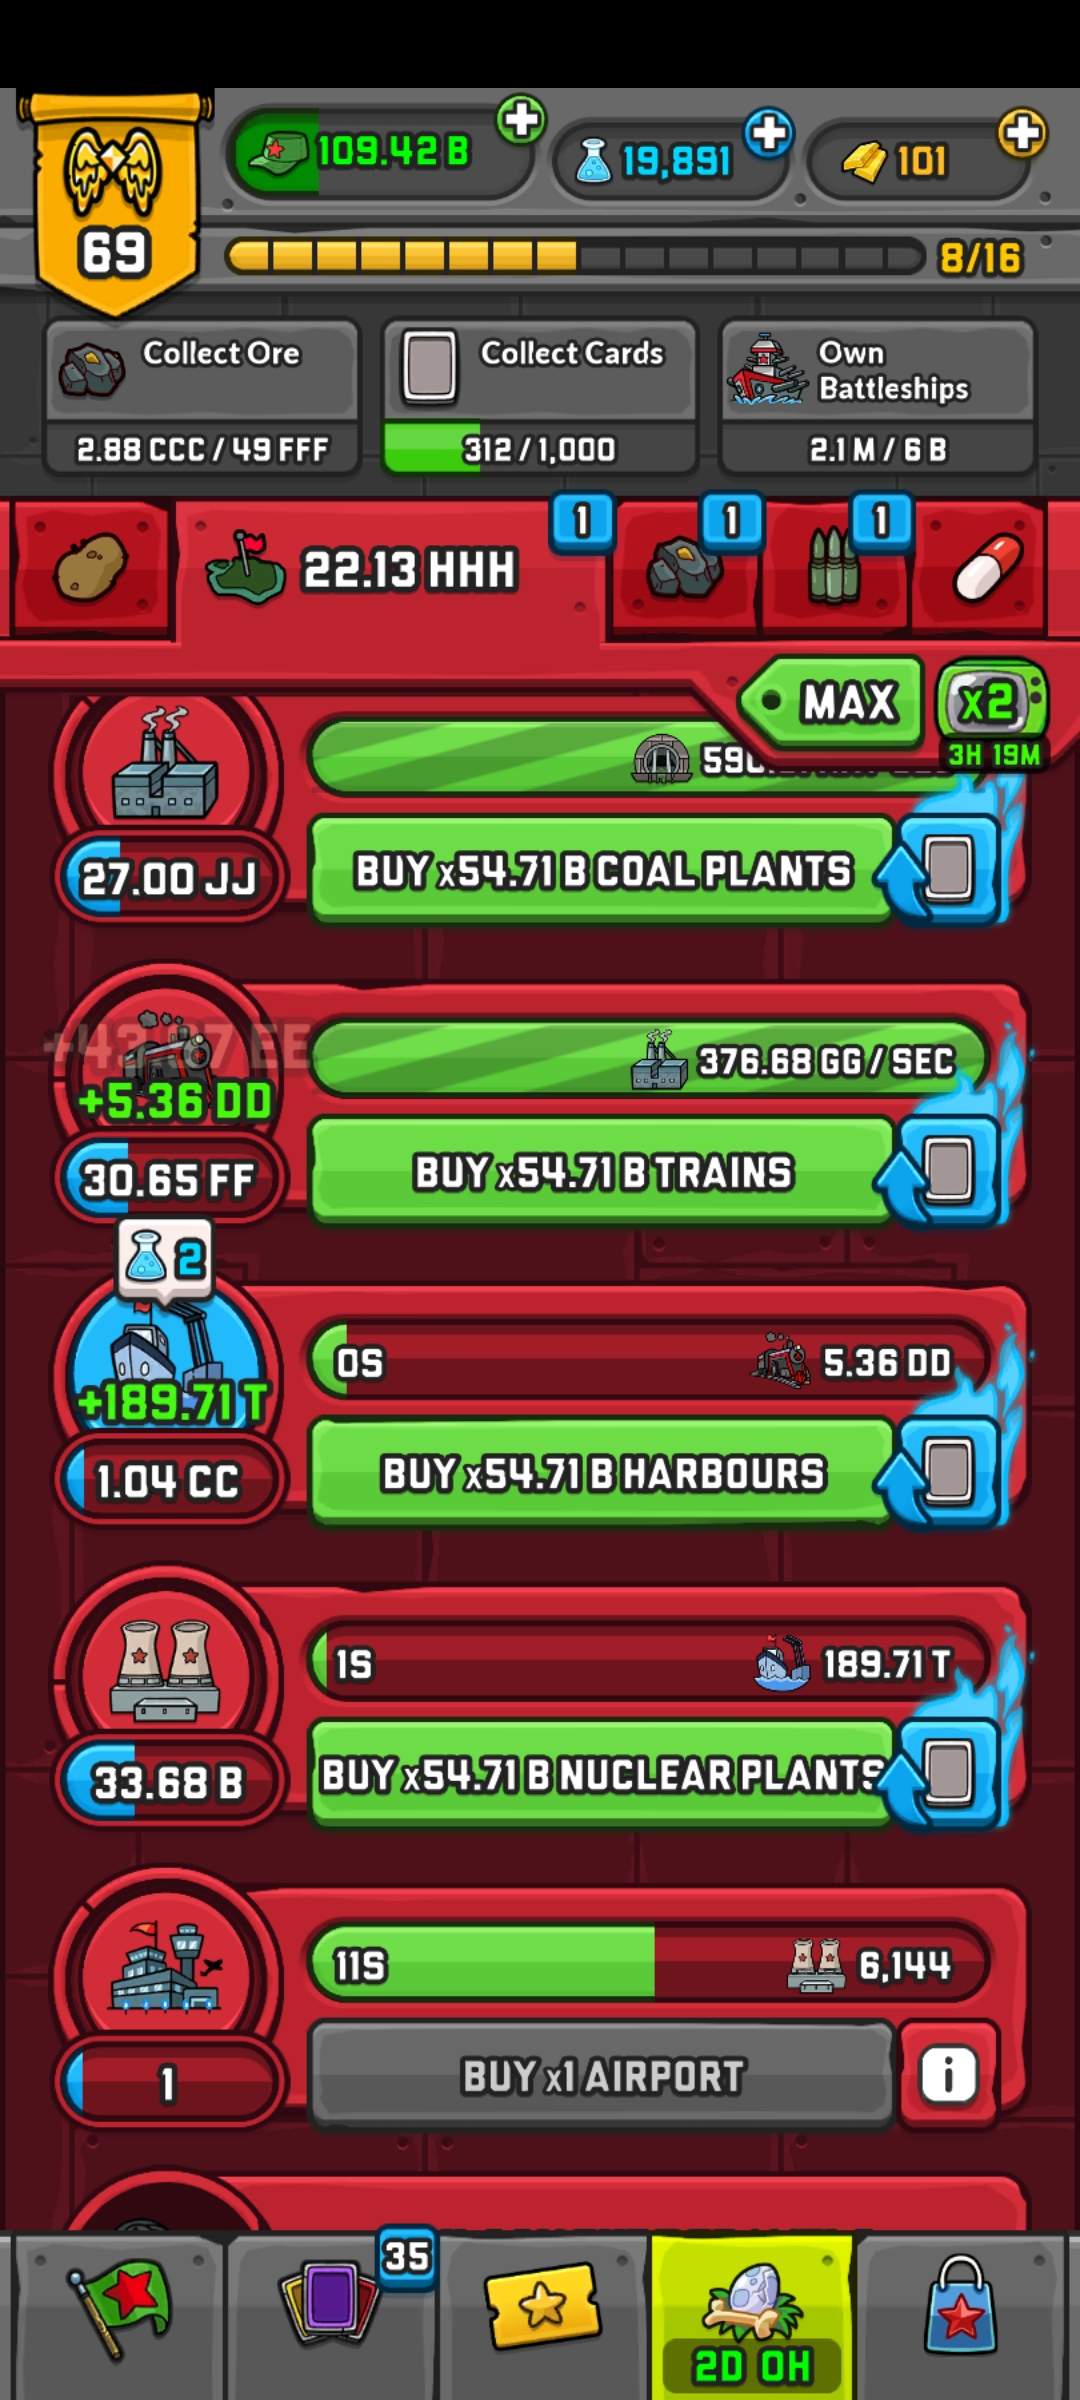 109.42 B
19,891
101
69
8/16
Collect Ore
2.88 CCC / 49 FFF
Collect Cards
312 / 1,000
Own
Battleships
2.1 M / 6 B
22.13 HHH
1
1
1
MAX
x2
3H 19M
27.00 JJ
BUY x54.71 B COAL PLANTS
+5.36 DD
376.68 GG / SEC
30.65 FF
BUY x54.71 B TRAINS
2
+189.71 T
0S
5.36 DD
1.04 CC
BUY x54.71 B HARBOURS
1S
189.71 T
33.68 B
BUY x54.71 B NUCLEAR PLANTS
11S
6,144
1
BUY x1 AIRPORT
i
35
2D 0H